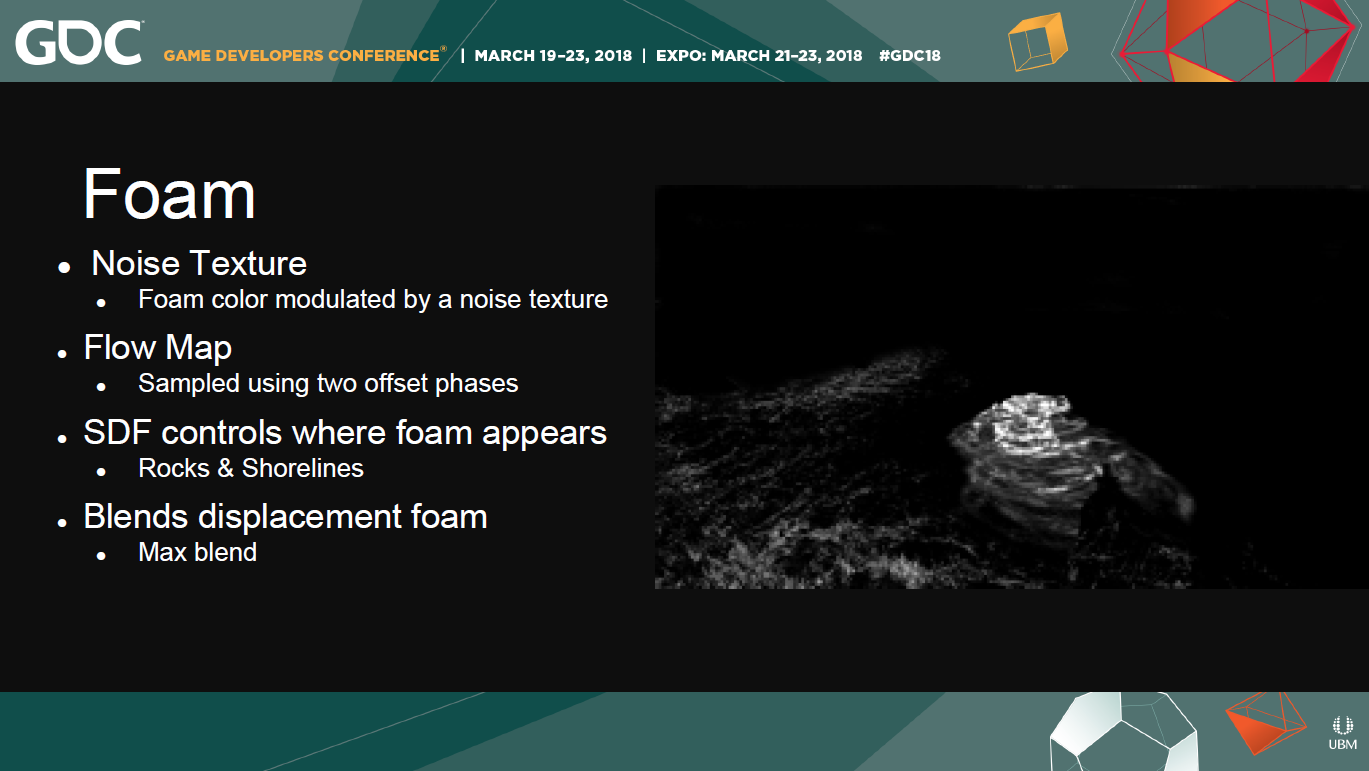 GDC
GAME DEVELOPERS CONFERENCE® | MARCH 19–23, 2018 | EXPO: MARCH 21–23, 2018 #GDC18
Foam
• Noise Texture
• Foam color modulated by a noise texture
• Flow Map
• Sampled using two offset phases
• SDF controls where foam appears
• Rocks & Shorelines
• Blends displacement foam
• Max blend
UBM